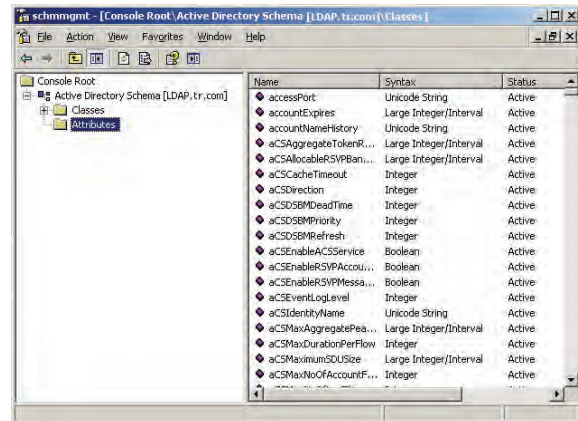 schmmgmt - [Console Root\Active Directory Schema [LDAP.tr.com]\Classes]
File Action View Favorites Window Help
Console Root
Active Directory Schema [LDAP.tr.com]
Classes
Attributes
Name Syntax Status
accessPort Unicode String Active
accountExpires Large Integer/Interval Active
accountNameHistory Unicode String Active
aCSAggregateTokenR... Large Integer/Interval Active
aCSAllocableRSVPBan... Large Integer/Interval Active
aCSCacheTimeout Integer Active
aCSDirection Integer Active
aCSDSBMDeadTime Integer Active
aCSDSBMPriority Integer Active
aCSDSBMRefresh Integer Active
aCSEnableACSService Boolean Active
aCSEnableRSVPAccou... Boolean Active
aCSEnableRSVPMessa... Boolean Active
aCSEventLogLevel Integer Active
aCSIdentityName Unicode String Active
aCSMaxAggregatePea... Large Integer/Interval Active
aCSMaxDurationPerFlow Integer Active
aCSMaximumSDUSize Large Integer/Interval Active
aCSMaxNoOfAccountF... Integer Active